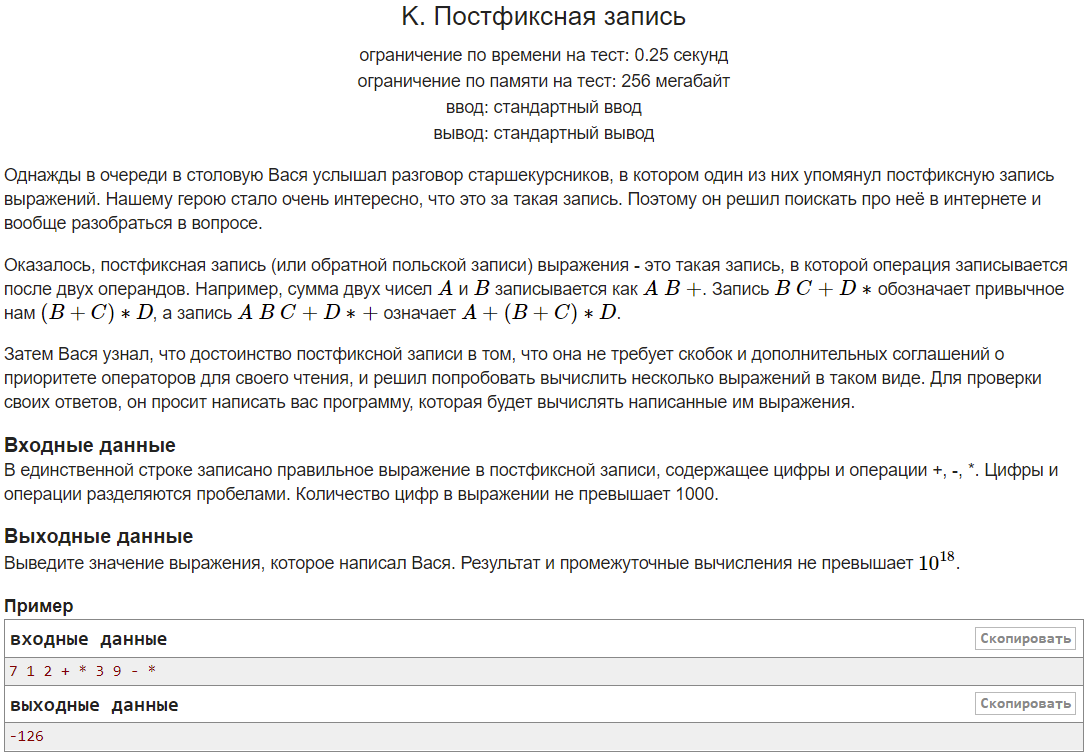 K. Постфиксная запись
ограничение по времени на тест: 0.25 секунд
ограничение по памяти на тест: 256 мегабайт
ввод: стандартный ввод
вывод: стандартный вывод
Однажды в очереди в столовую Вася услышал разговор старшекурсников, в котором один из них упомянул постфиксную запись
выражений. Нашему герою стало очень интересно, что это за такая запись. Поэтому он решил поискать про неё в интернете и
вообще разобраться в вопросе.
Оказалось, постфиксная запись (или обратной польской записи) выражения - это такая запись, в которой операция записывается
после двух операндов. Например, сумма двух чисел A и B записывается как A B +. Запись B C + D * обозначает привычное
нам (B + C) * D, а запись A B C + D * + означает A + (B + C) * D.
Затем Вася узнал, что достоинство постфиксной записи в том, что она не требует скобок и дополнительных соглашений о
приоритете операторов для своего чтения, и решил попробовать вычислить несколько выражений в таком виде. Для проверки
своих ответов, он просит написать вас программу, которая будет вычислять написанные им выражения.
Входные данные
В единственной строке записано правильное выражение в постфиксной записи, содержащее цифры и операции +, -, *. Цифры и
операции разделяются пробелами. Количество цифр в выражении не превышает 1000.
Выходные данные
Выведите значение выражения, которое написал Вася. Результат и промежуточные вычисления не превышает 10^18.
Пример
входные данные Скопировать
7 1 2 + * 3 9 - *
выходные данные Скопировать
-126